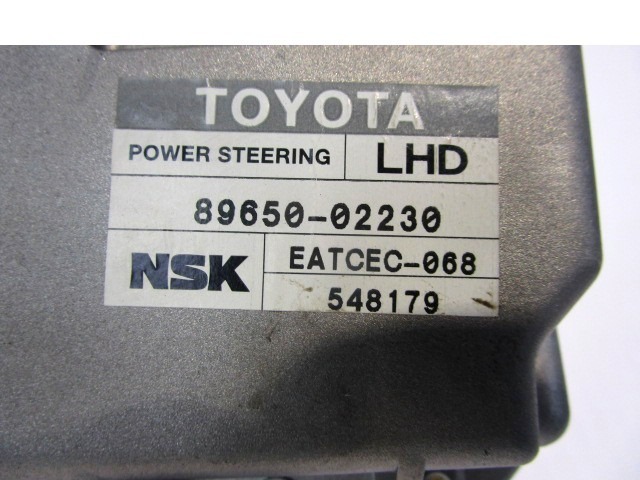 TOYOTA
POWER STEERING LHD
89650-02230
NSK EATCEC-068
548179